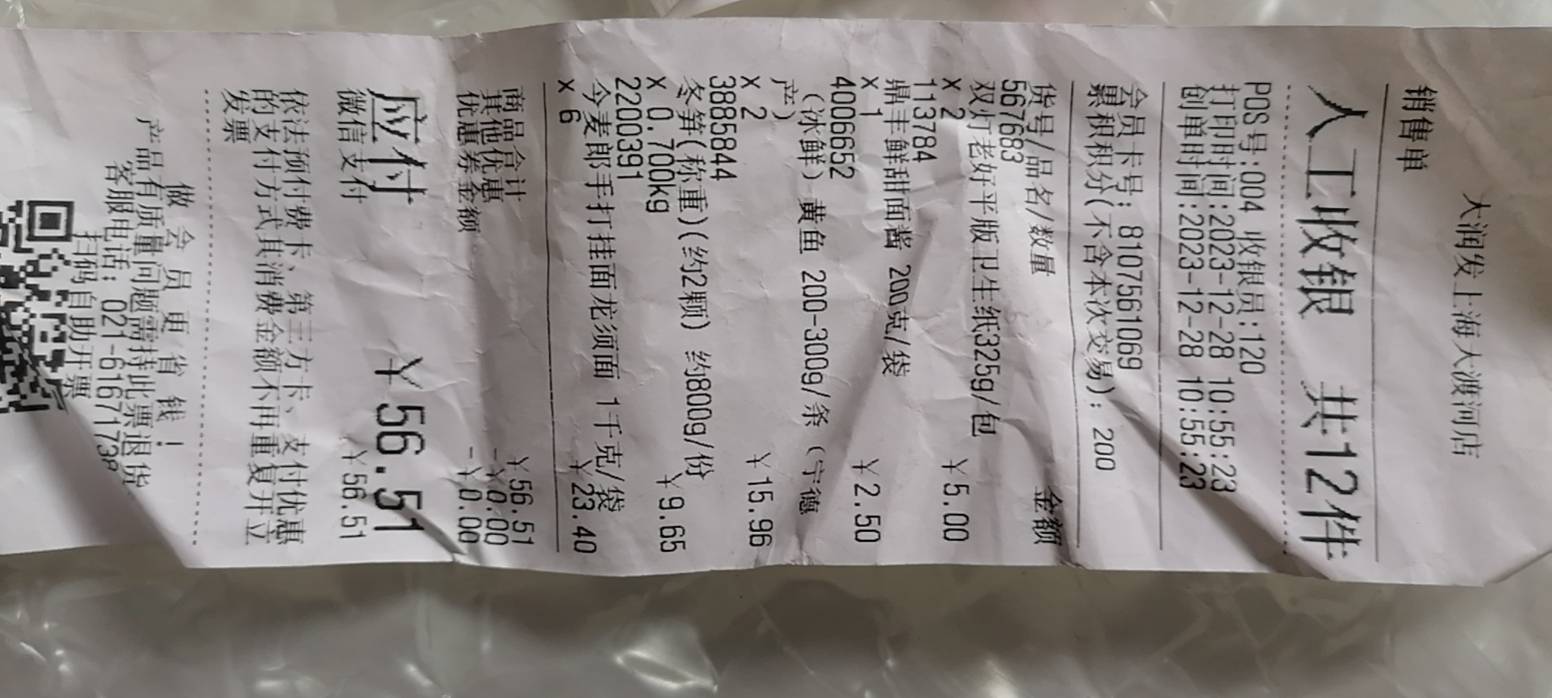 大润发上海大渡河店
销售单
人工收银 共12件
POS号:004 收银员:120
打印时间:2023-12-28 10:55:23
创单时间:2023-12-28 10:55:23
会员卡号: 8107561069
累积积分(不含本次交易): 200
货号/品名/数量 金额
567683
双灯老好平版卫生纸325g/包
x 2 ￥5.00
113784
鼎丰鲜甜面酱 200克/袋
x 1 ￥2.50
4006652
(冰鲜) 黄鱼 200-300g/条 (宁德
产)
x 2 ￥15.96
3885844
冬笋(称重)(约2颗) 约800g/份
x 0.700kg ￥9.65
2200391
今麦郎手打挂面龙须面 1千克/袋
x 6 ￥23.40
商品合计 ￥56.51
其他优惠 -￥0.00
优惠券金额 -￥0.00
应付 ￥56.51
微信支付 ￥56.51
依法预付费卡、第三方卡、支付优惠
的支付方式其消费金额不再重复开立
发票
做会员更省钱!
产品有质量问题需持此票退货
客服电话: 021-61671738
扫码自助开票